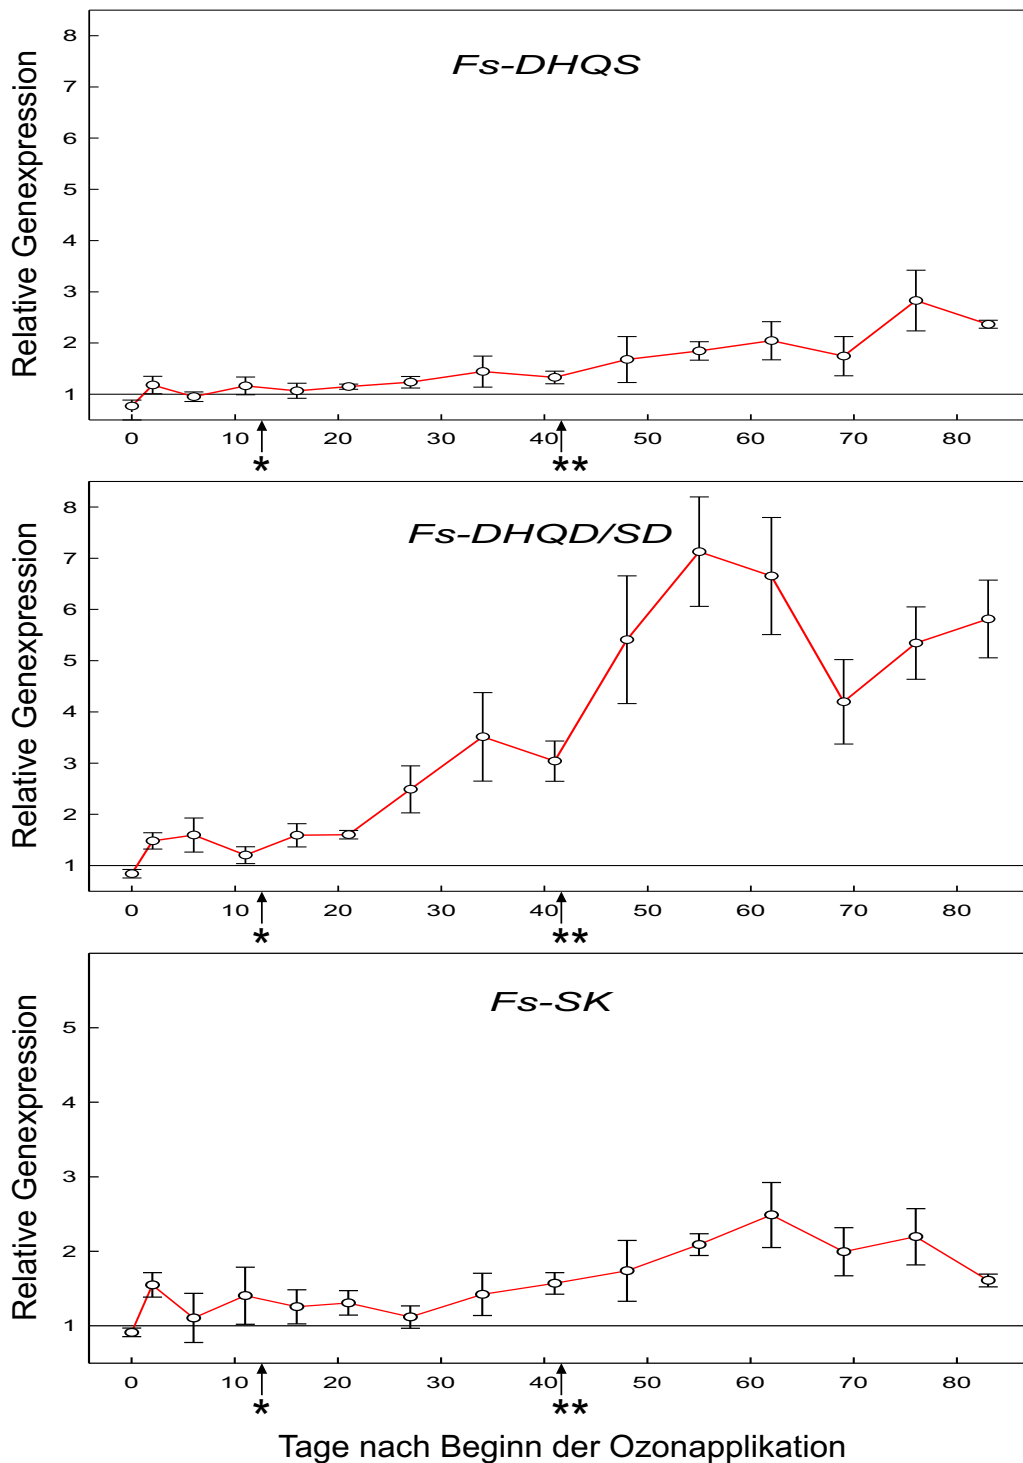 Fs-DHQS
Relative Genexpression
8
7
6
5
4
3
2
1
0 10 20 30 40 50 60 70 80
* **
Fs-DHQD/SD
Relative Genexpression
8
7
6
5
4
3
2
1
0 10 20 30 40 50 60 70 80
* **
Fs-SK
Relative Genexpression
5
4
3
2
1
0 10 20 30 40 50 60 70 80
* **
Tage nach Beginn der Ozonapplikation